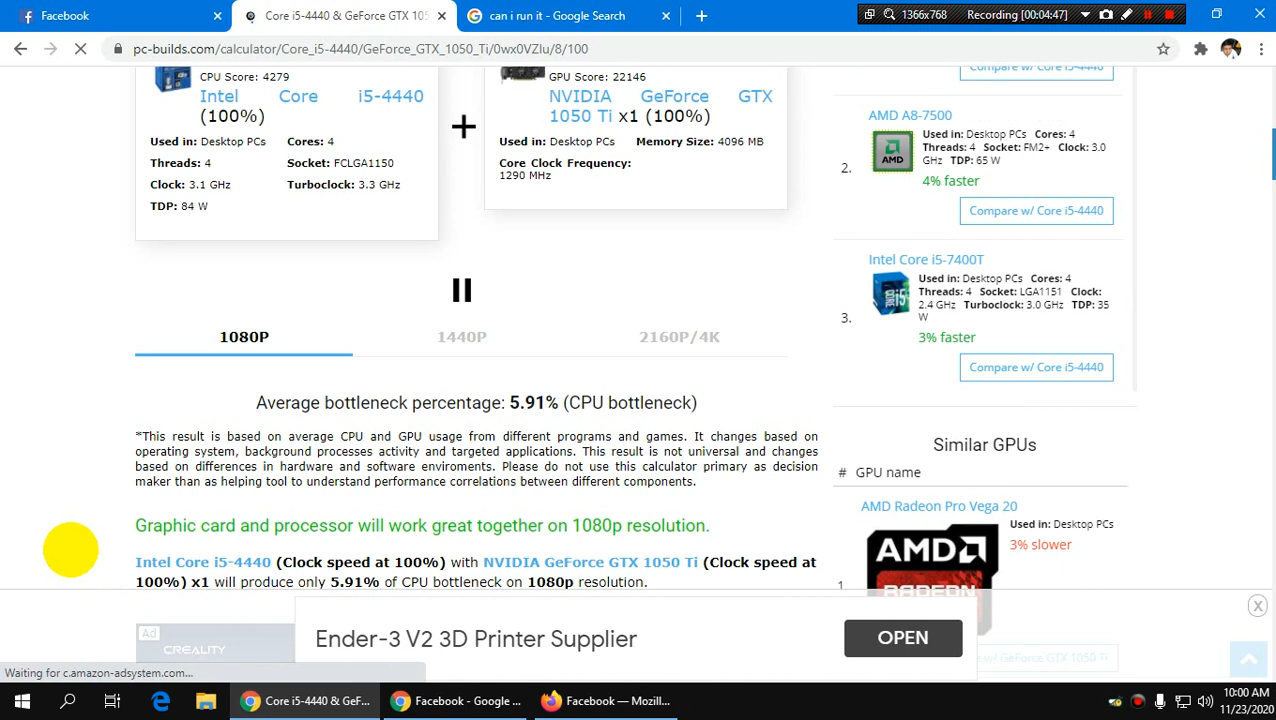 Facebook
Core i5-4440 & GeForce GTX 105
can i run it - Google Search
1366x768
Recording [00:04:47]
pc-builds.com/calculator/Core_i5-4440/GeForce_GTX_1050_Ti/0wx0VZlu/8/100
CPU Score: 4279
Intel Core i5-4440
(100%)
Used in: Desktop PCs Cores: 4
Threads: 4 Socket: FCLGA1150
Clock: 3.1 GHz Turboclock: 3.3 GHz
TDP: 84 W
+
GPU Score: 22146
NVIDIA GeForce GTX
1050 Ti x1 (100%)
Used in: Desktop PCs Memory Size: 4096 MB
Core Clock Frequency:
1290 MHz
1080P
1440P
2160P/4K
Average bottleneck percentage: 5.91% (CPU bottleneck)
*This result is based on average CPU and GPU usage from different programs and games. It changes based on
operating system, background processes activity and targeted applications. This result is not universal and changes
based on differences in hardware and software enviroments. Please do not use this calculator primary as decision
maker than as helping tool to understand performance correlations between different components.
Graphic card and processor will work great together on 1080p resolution.
Intel Core i5-4440 (Clock speed at 100%) with NVIDIA GeForce GTX 1050 Ti (Clock speed at
100%) x1 will produce only 5.91% of CPU bottleneck on 1080p resolution.
Compare w/ Core i5-4440
2.
AMD A8-7500
AMD
Used in: Desktop PCs Cores: 4
Threads: 4 Socket: FM2+ Clock: 3.0
GHz TDP: 65 W
4% faster
Compare w/ Core i5-4440
3.
Intel Core i5-7400T
Used in: Desktop PCs Cores: 4
Threads: 4 Socket: LGA1151 Clock:
2.4 GHz Turboclock: 3.0 GHz TDP: 35
W
3% faster
Compare w/ Core i5-4440
Similar GPUs
# GPU name
1.
AMD Radeon Pro Vega 20
AMD
RADEON
Used in: Desktop PCs
3% slower
w/ GeForce GTX 1050 Ti
Ad
CREALITY
Ender-3 V2 3D Printer Supplier
OPEN
X
Waiting for c.amazon-adsystem.com...
Core i5-4440 & GeF...
Facebook - Google ...
Facebook — Mozill...
10:00 AM
11/23/2020